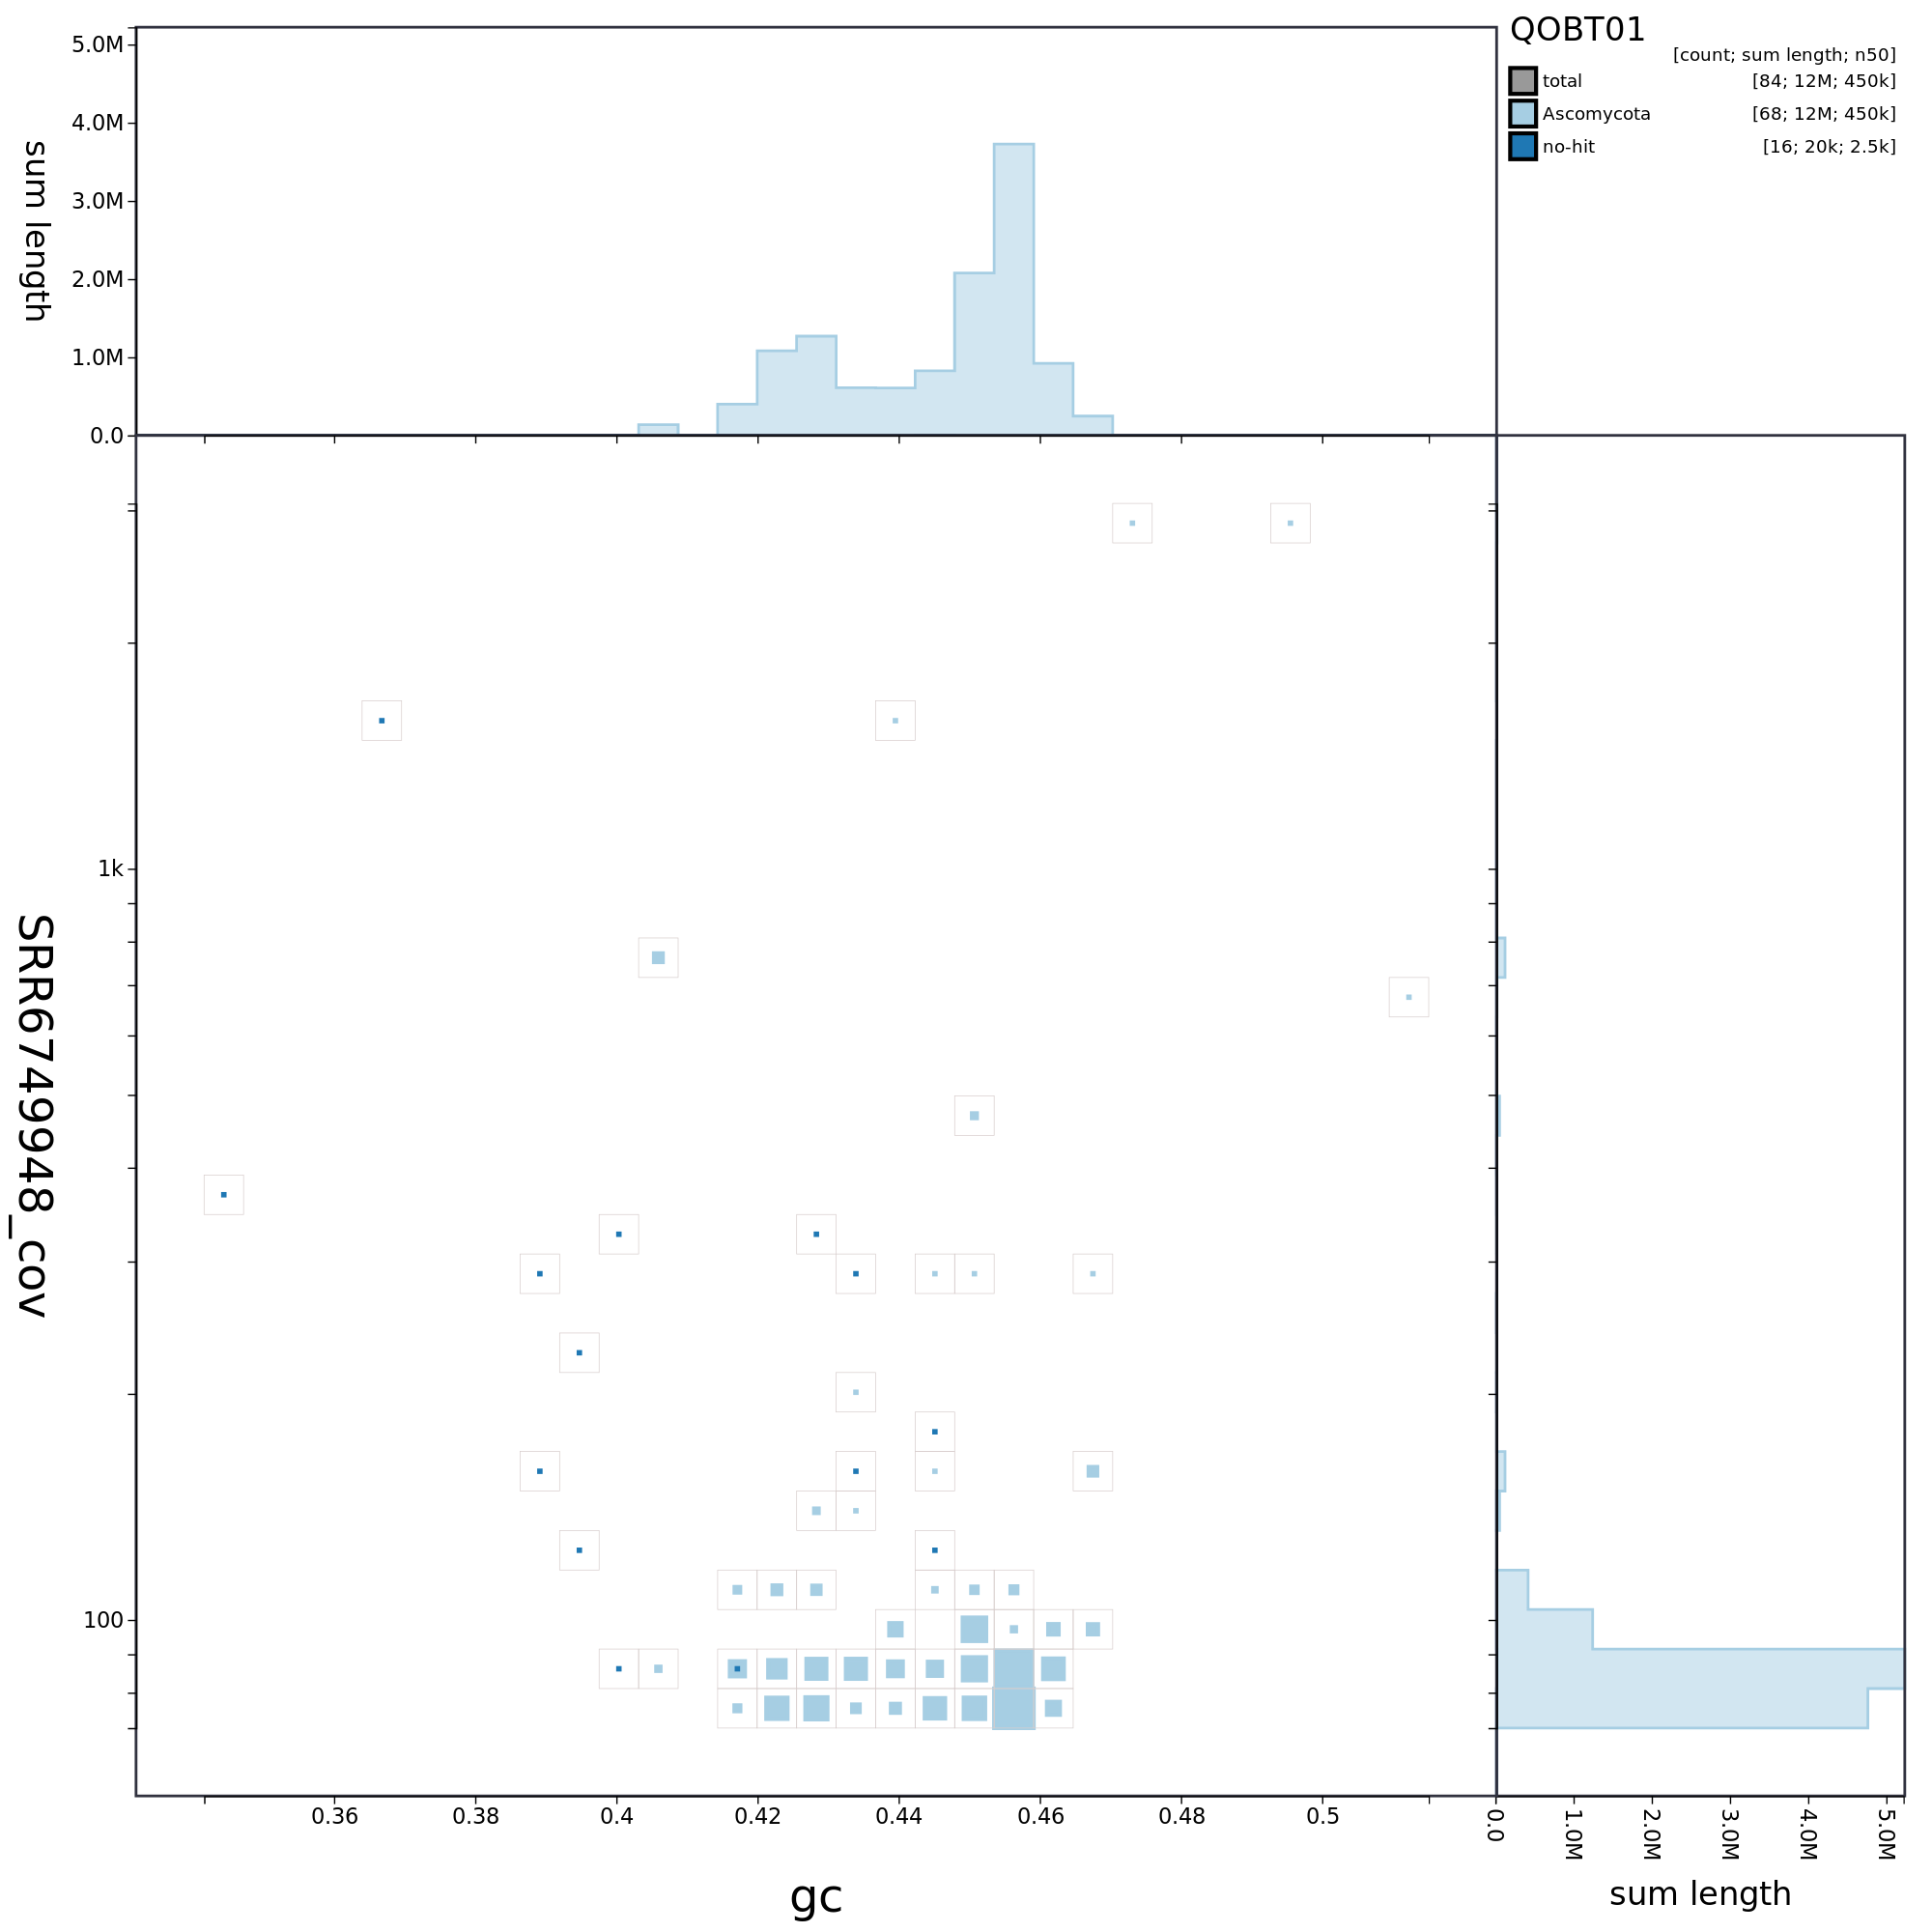 QOBT01
[count; sum length; n50]
total [84; 12M; 450k]
Ascomycota [68; 12M; 450k]
no-hit [16; 20k; 2.5k]
sum length
5.0M
4.0M
3.0M
2.0M
1.0M
0.0
SRR6749948_cov
1k
100
0.36 0.38 0.4 0.42 0.44 0.46 0.48 0.5
gc
0.0 1.0M 2.0M 3.0M 4.0M 5.0M
sum length